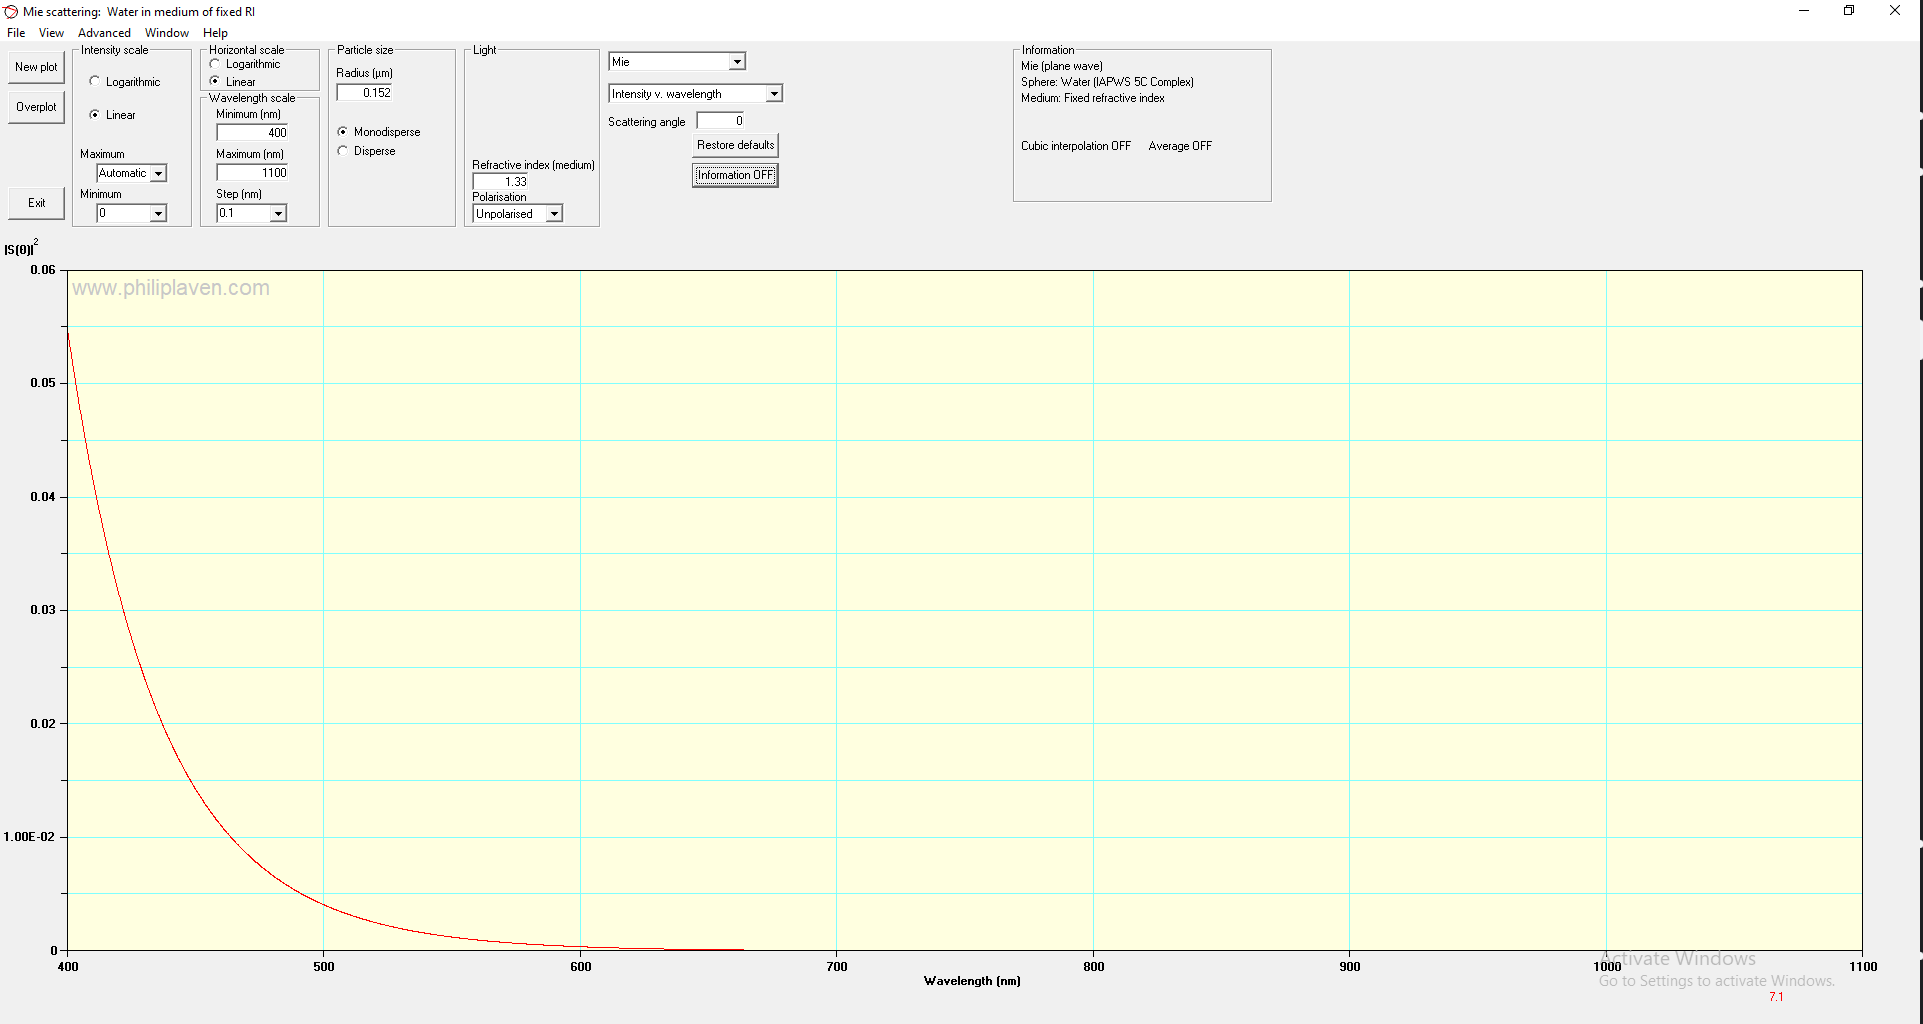 Mie scattering: Water in medium of fixed RI
File View Advanced Window Help
New plot
Overplot
Exit
Intensity scale
Logarithmic
Linear
Maximum
Automatic
Minimum
0
Horizontal scale
Logarithmic
Linear
Wavelength scale
Minimum (nm)
400
Maximum (nm)
1100
Step (nm)
0.1
Particle size
Radius (µm)
0.152
Monodisperse
Disperse
Light
Refractive index (medium)
1.33
Polarisation
Unpolarised
Mie
Intensity v. wavelength
Scattering angle 0
Restore defaults
Information OFF
Information
Mie (plane wave)
Sphere: Water (IAPWS 5C Complex)
Medium: Fixed refractive index
Cubic interpolation OFF Average OFF
|S(θ)|²
www.philiplaven.com
0.06
0.05
0.04
0.03
0.02
1.00E-02
0
400 500 600 700 800 900 1000 1100
Wavelength (nm)
Activate Windows
Go to Settings to activate Windows.
7.1